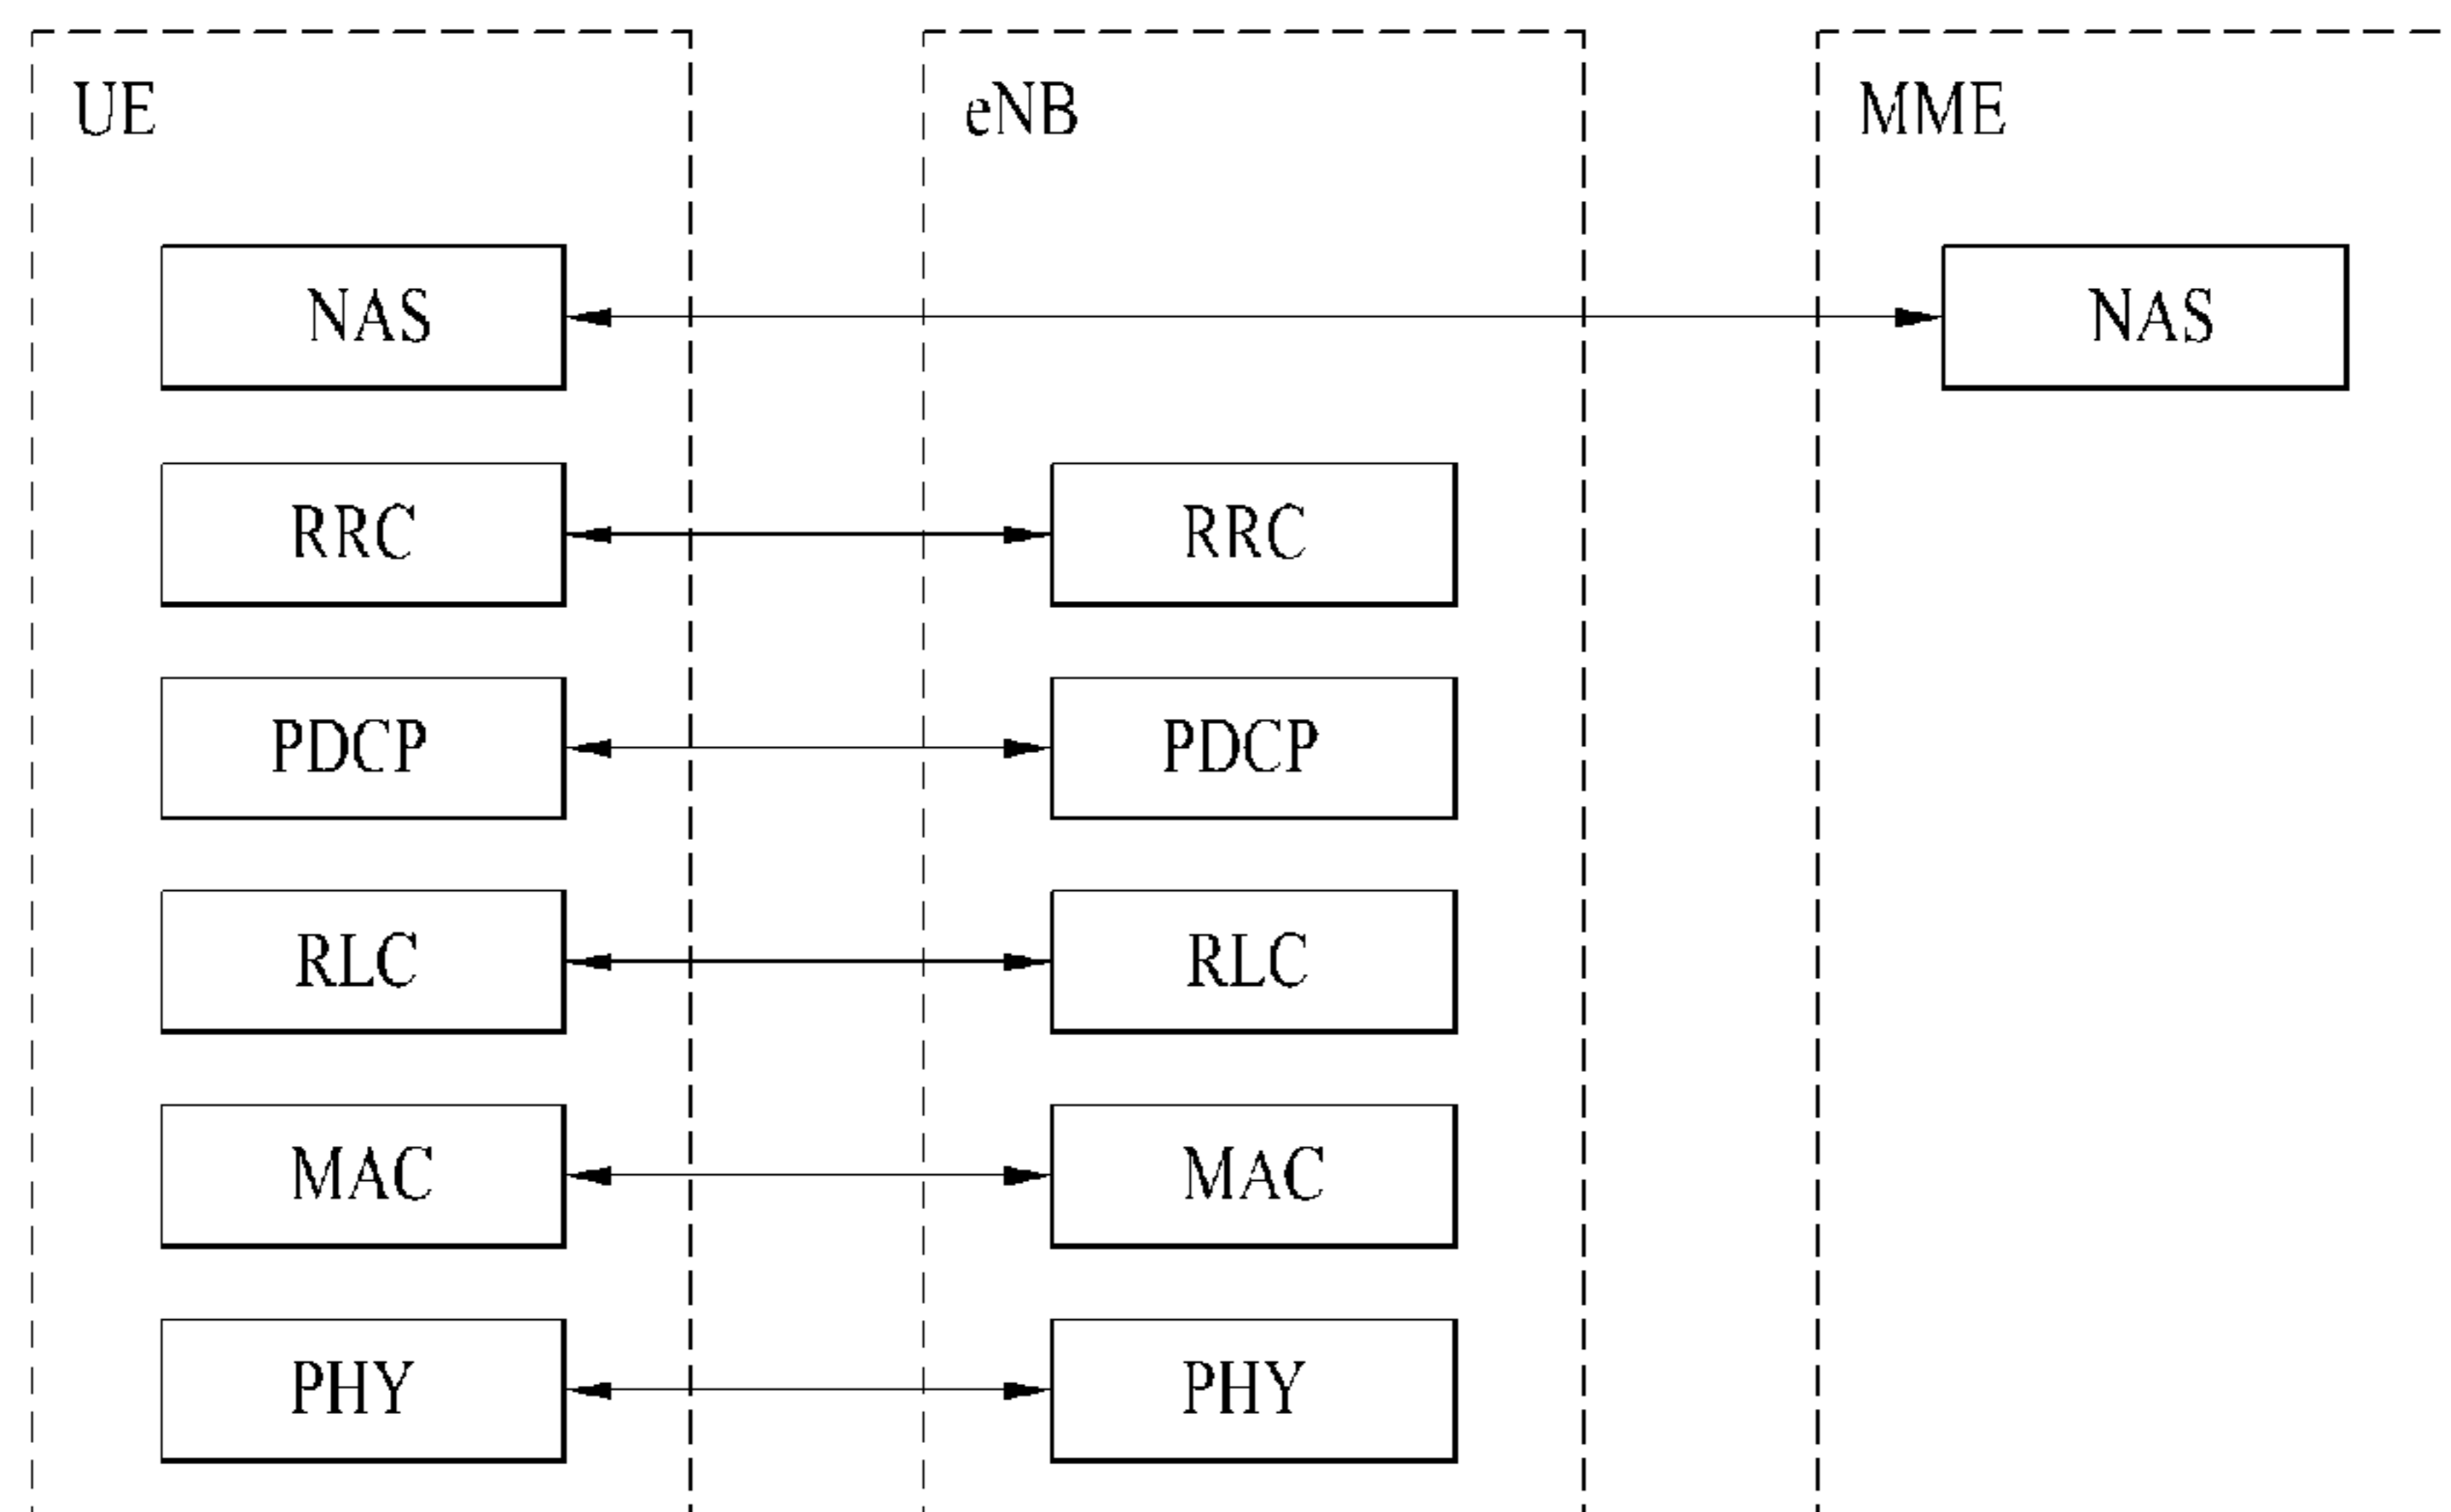 UE
eNB
MME
NAS
NAS
RRC
RRC
PDCP
PDCP
RLC
RLC
MAC
MAC
PHY
PHY